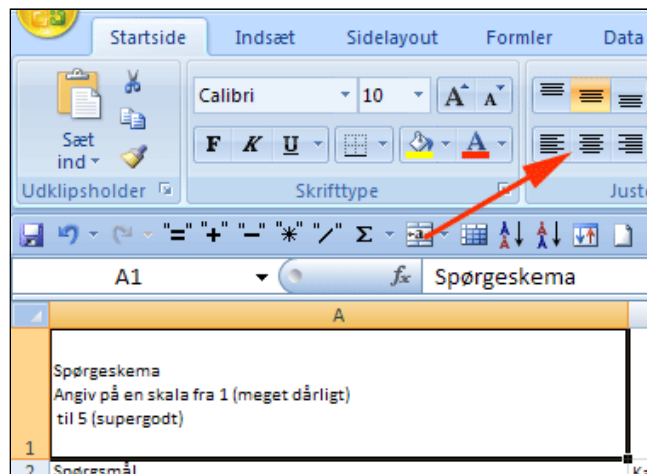 Startside Indsæt Sidelayout Formler Data
Calibri 10 A A
Sæt
ind
F K U A
Udklipsholder Skrifttype Juste
"=" "+" "−" "*" "/" Σ a A A
A1 fx Spørgeskema
A
Spørgeskema
Angiv på en skala fra 1 (meget dårligt)
til 5 (supergodt)
1
2 Spørgsmål